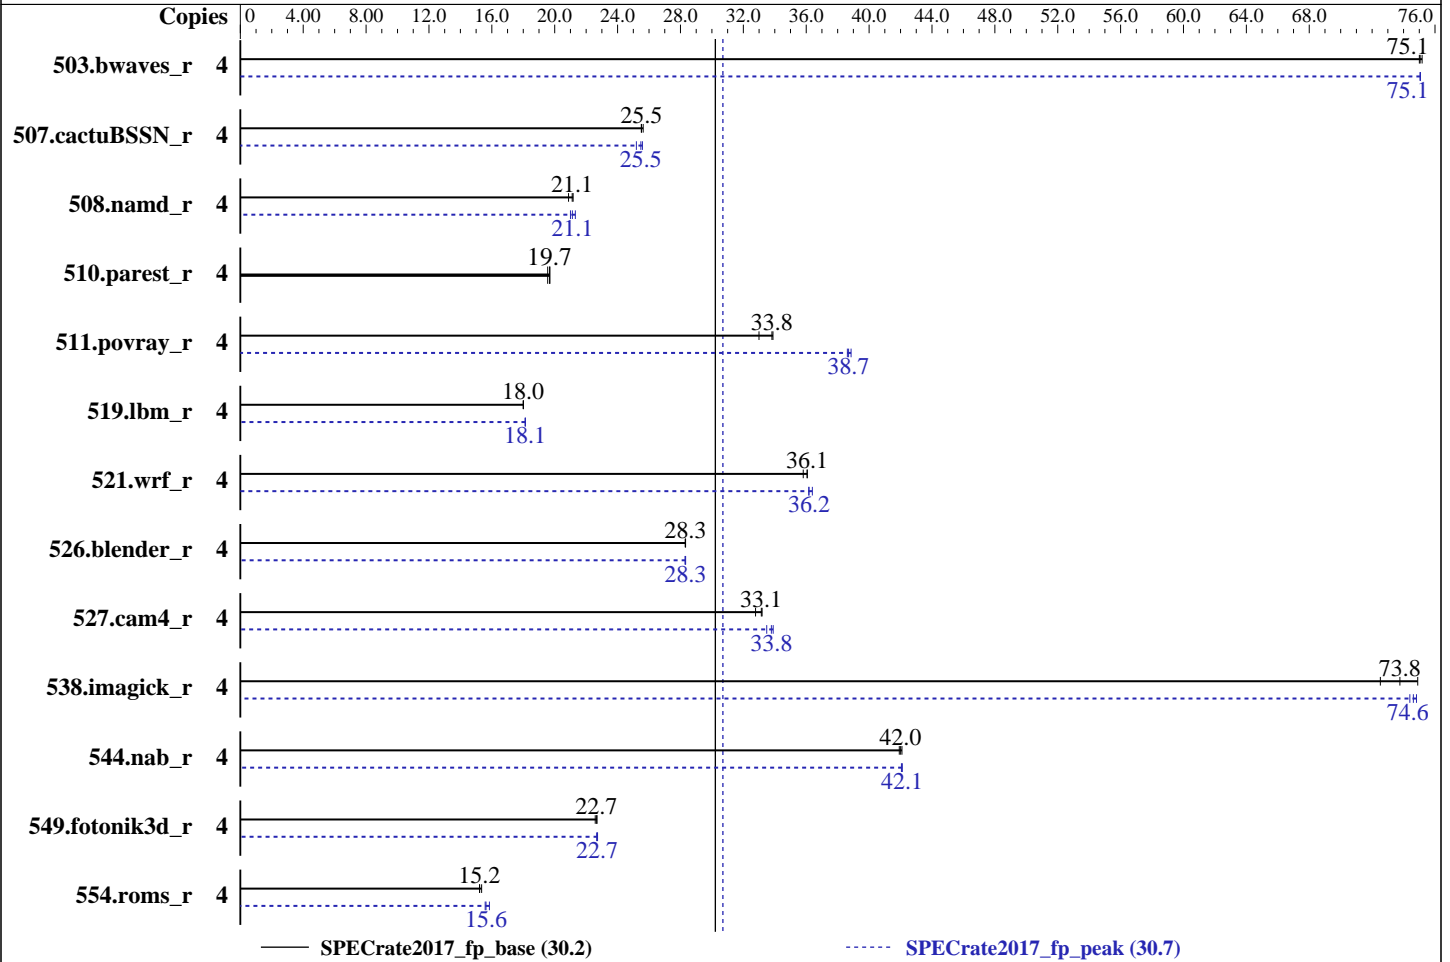 Copies 0 4.00 8.00 12.0 16.0 20.0 24.0 28.0 32.0 36.0 40.0 44.0 48.0 52.0 56.0 60.0 64.0 68.0 76.0
503.bwaves_r 4 75.1
75.1
507.cactuBSSN_r 4 25.5
25.5
508.namd_r 4 21.1
21.1
510.parest_r 4 19.7
511.povray_r 4 33.8
38.7
519.lbm_r 4 18.0
18.1
521.wrf_r 4 36.1
36.2
526.blender_r 4 28.3
28.3
527.cam4_r 4 33.1
33.8
538.imagick_r 4 73.8
74.6
544.nab_r 4 42.0
42.1
549.fotonik3d_r 4 22.7
22.7
554.roms_r 4 15.2
15.6
SPECrate2017_fp_base (30.2) SPECrate2017_fp_peak (30.7)